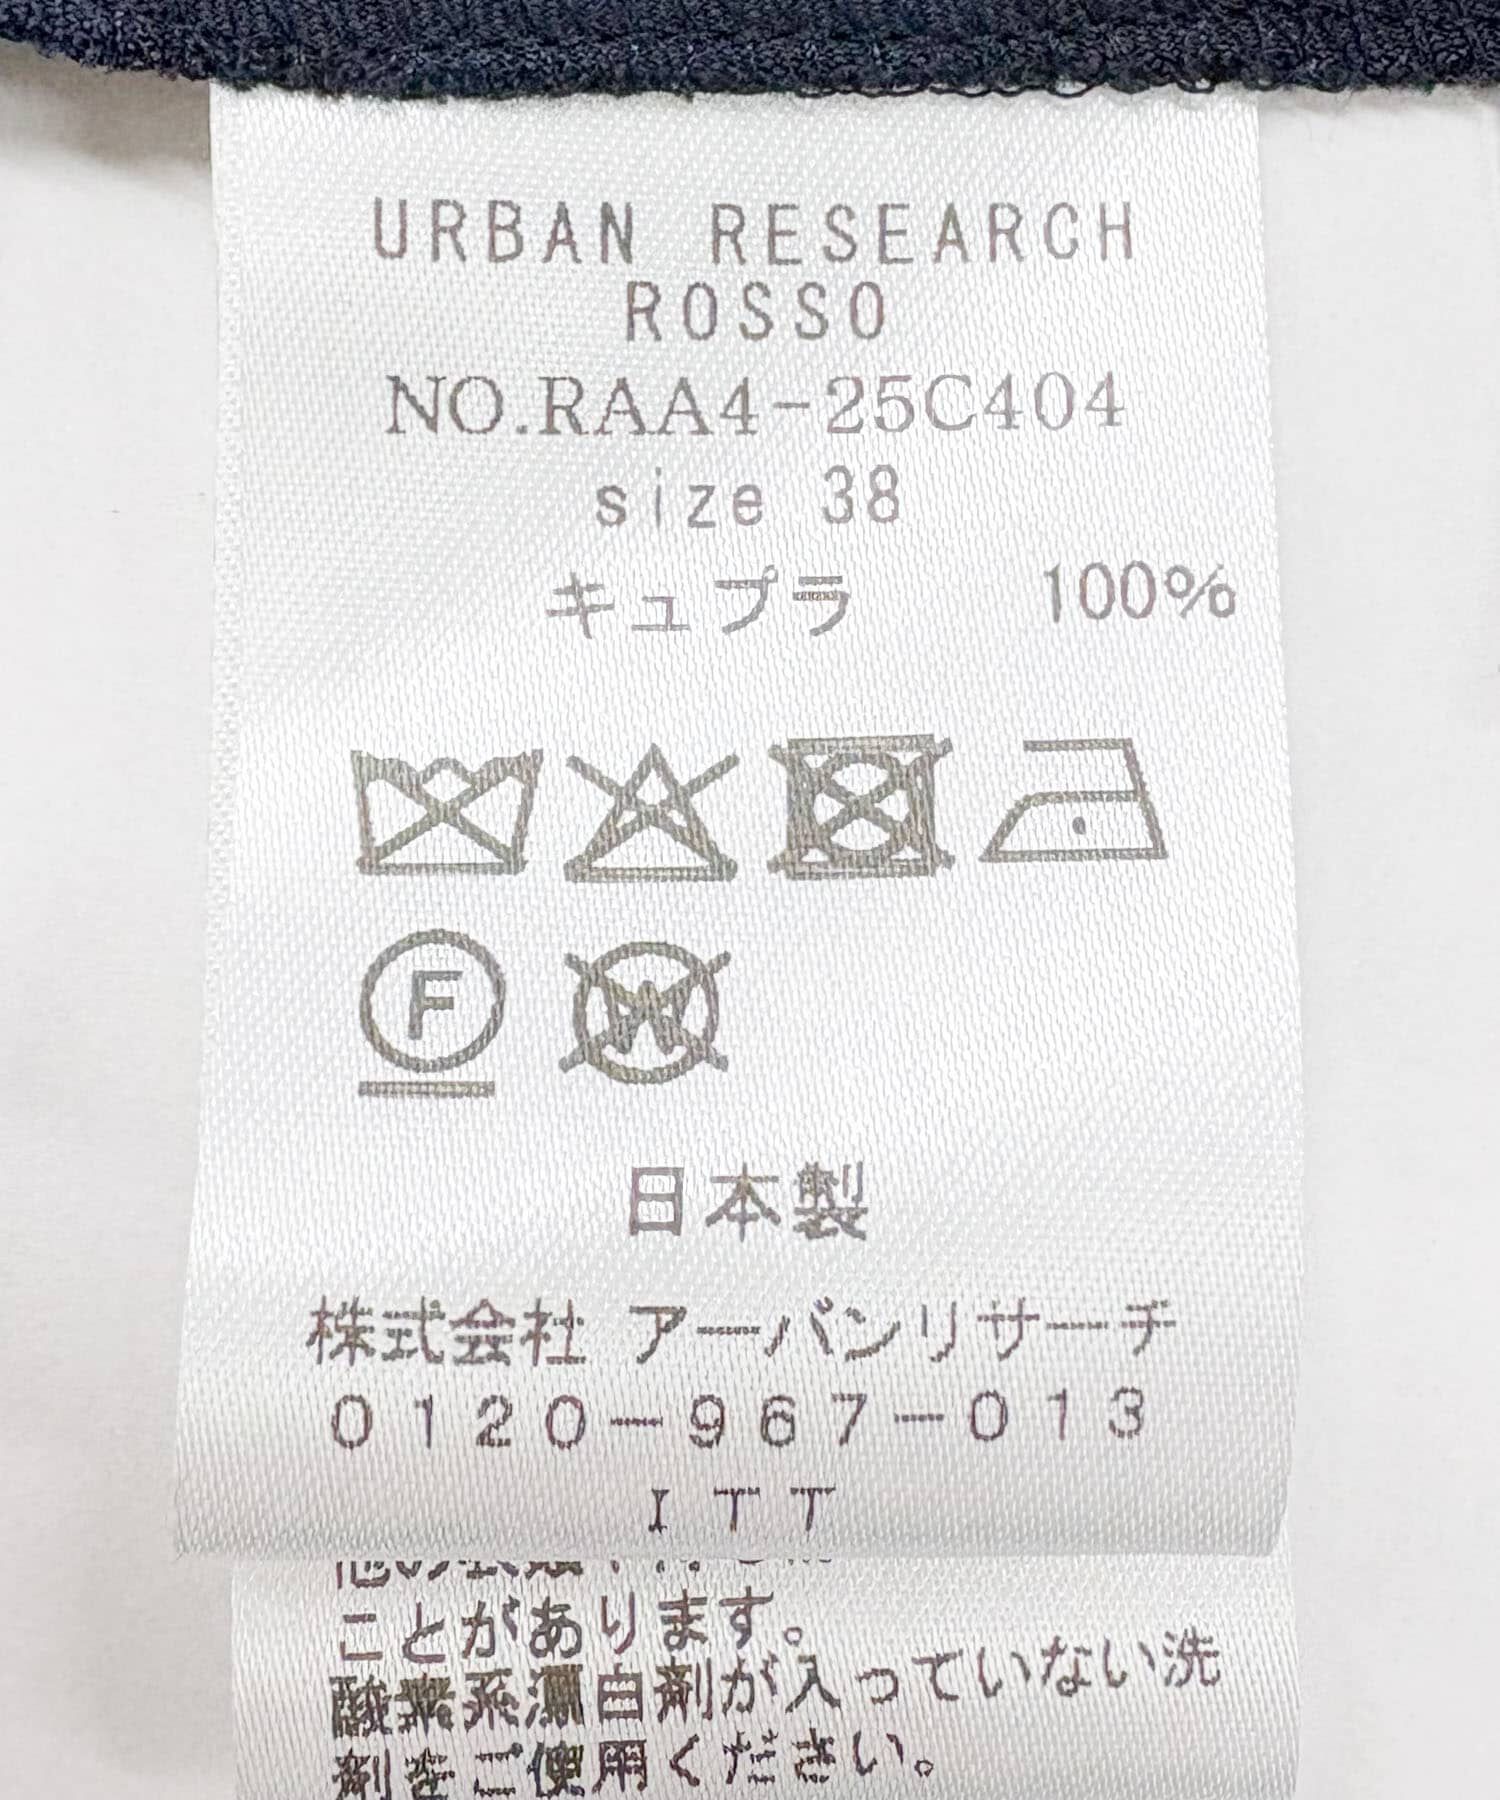 URBAN RESEARCH
ROSSO
NO.RAA4-25C404
size 38
キュプラ 100%
F
W
日本製
株式会社 アーバンリサーチ
0120-967-013
ITT
ことがあります。
酸素系漂白剤が入っていない洗
剤をご使用ください。